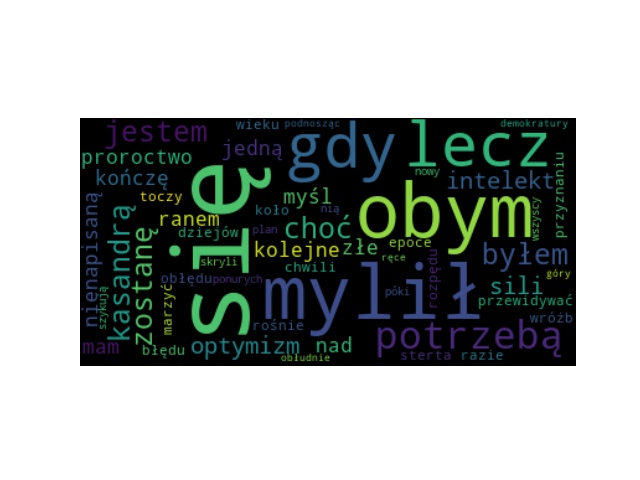 wieku podnosząc demokratury
jestem gdy lecz
jedną
proroctwo
kończę nowy intelekt przyznaniu
toczy myśl obym wszyscy
nienapisaną kasandrą zostanę ranem koło nią choć
dziejów plan kolejne złe epoce byłem
się skryli chwili ręce góry
obłędu ponurych mylił póki rozpędu sili
szykują marzyć przewidywać
rośnie wróżb
mam błędu optymizm nad potrzebą
obłudnie sterta razie